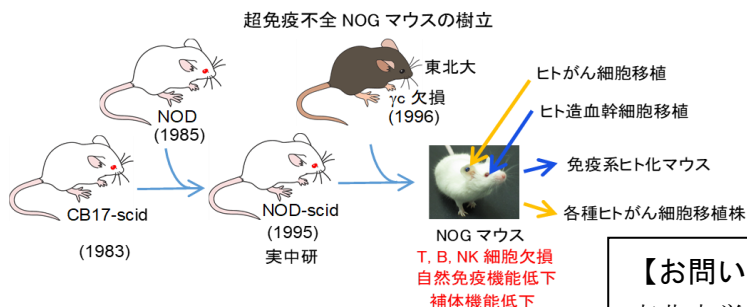 超免疫不全 NOG マウスの樹立
NOD
(1985)
東北大
γc 欠損
(1996)
ヒトがん細胞移植
ヒト造血幹細胞移植
CB17-scid
(1983)
NOD-scid
(1995)
実中研
NOG マウス
T, B, NK 細胞欠損
自然免疫機能低下
補体機能低下
免疫系ヒト化マウス
各種ヒトがん細胞移植株
【お問い